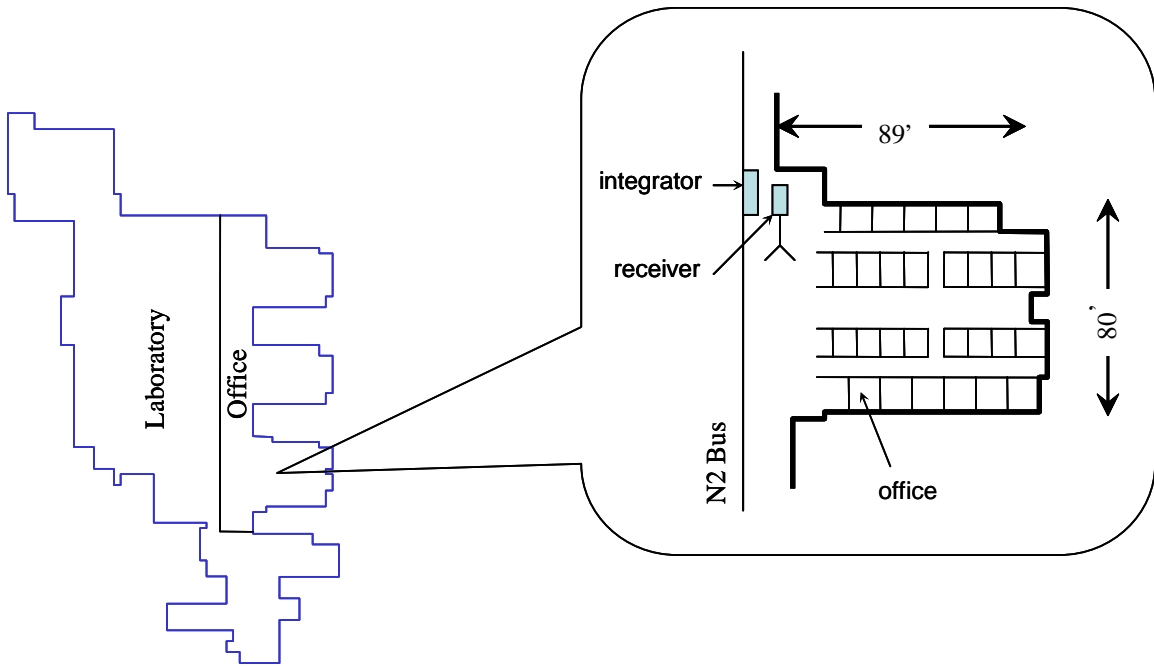 Laboratory
Office
integrator
receiver
N2 Bus
89’
80’
office